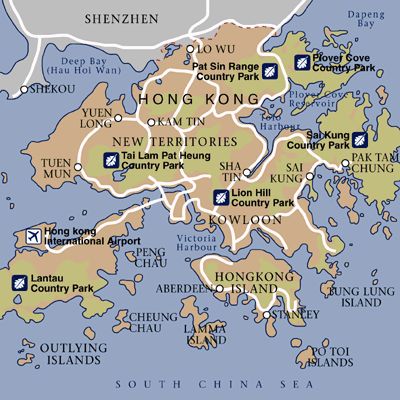 SHENZHEN
Dapeng
Bay
Deep Bay
(Hau Hoi Wan)
LO WU
Pat Sin Range
Country Park
Plover Cove
Country Park
SHEKOU
HONG KONG
Plover Cove
Reservoir
YUEN
LONG
KAM TIN
Tolo
Harbour
NEW TERRITORIES
Sai Kung
Country Park
TUEN
MUN
Tai Lam Pat Heung
Country Park
SHA
TIN
SAI
KUNG
PAK TAM
CHUNG
Lion Hill
Country Park
KOWLOON
Hong kong
International Airport
Victoria
Harbour
PENG
CHAU
Lantau
Country Park
HONGKONG
ISLAND
ABERDEEN
TUNG LUNG
ISLAND
CHEUNG
CHAU
LAMMA
ISLAND
STANLEY
OUTLYING
ISLANDS
PO TOI
ISLANDS
SOUTH CHINA SEA